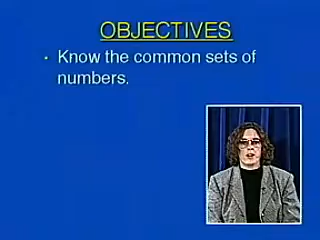 OBJECTIVES
• Know the common sets of
numbers.